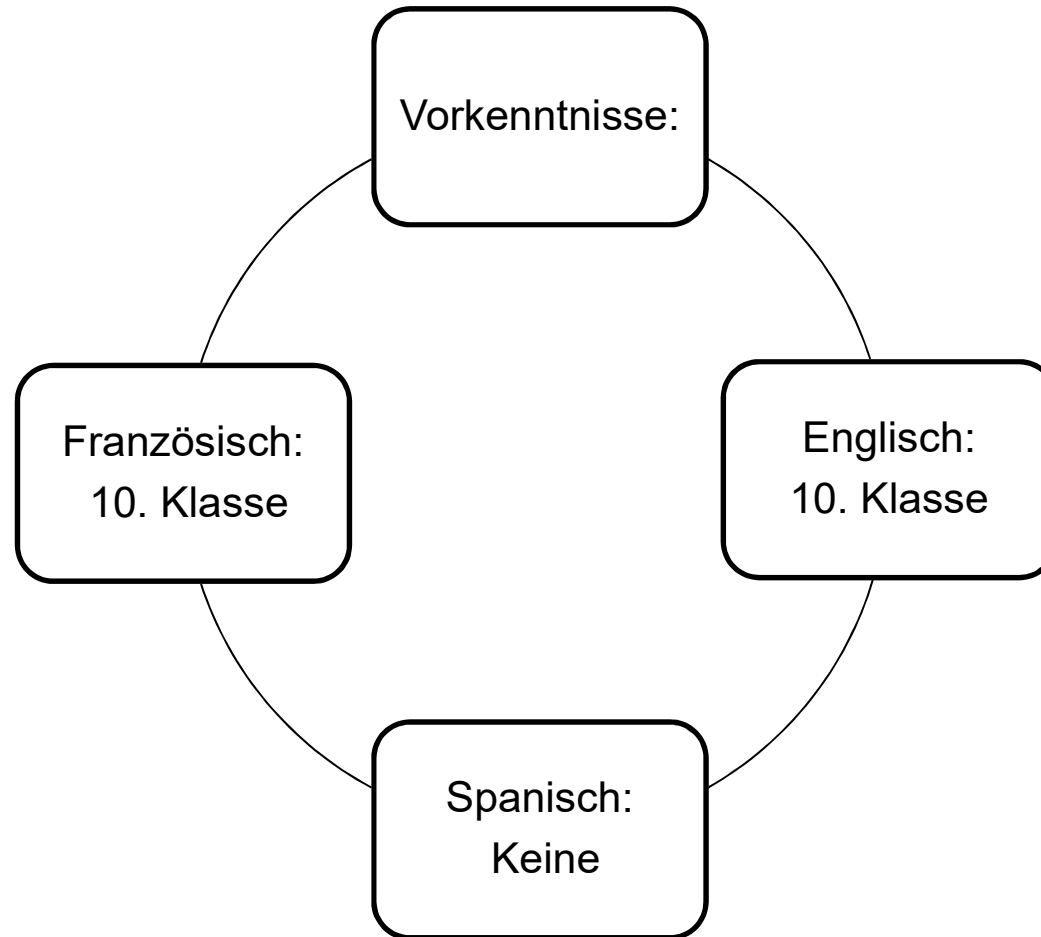 Vorkenntnisse:
Englisch:
10. Klasse
Spanisch:
Keine
Französisch:
10. Klasse